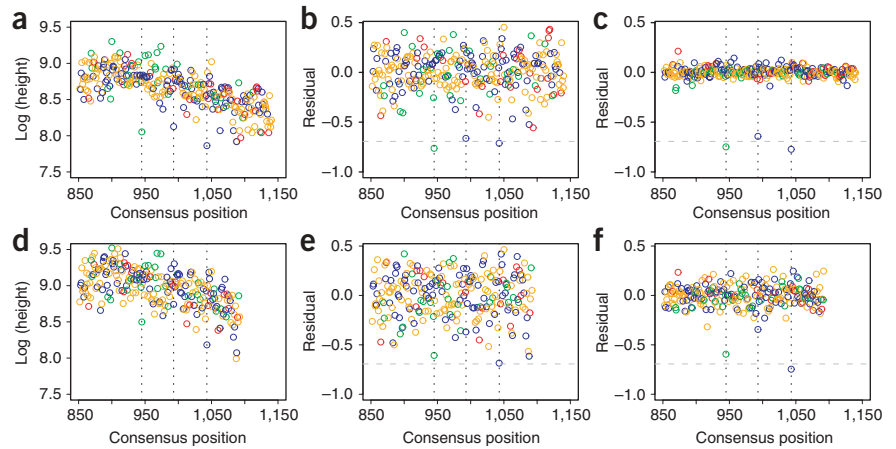 a
9.5
9.0
8.5
8.0
7.5
Log (height)
850 950 1,050 1,150
Consensus position
b
0.5
0.0
−0.5
−1.0
Residual
850 950 1,050 1,150
Consensus position
c
0.5
0.0
−0.5
−1.0
Residual
850 950 1,050 1,150
Consensus position
d
9.5
9.0
8.5
8.0
7.5
Log (height)
850 950 1,050 1,150
Consensus position
e
0.5
0.0
−0.5
−1.0
Residual
850 950 1,050 1,150
Consensus position
f
0.5
0.0
−0.5
−1.0
Residual
850 950 1,050 1,150
Consensus position